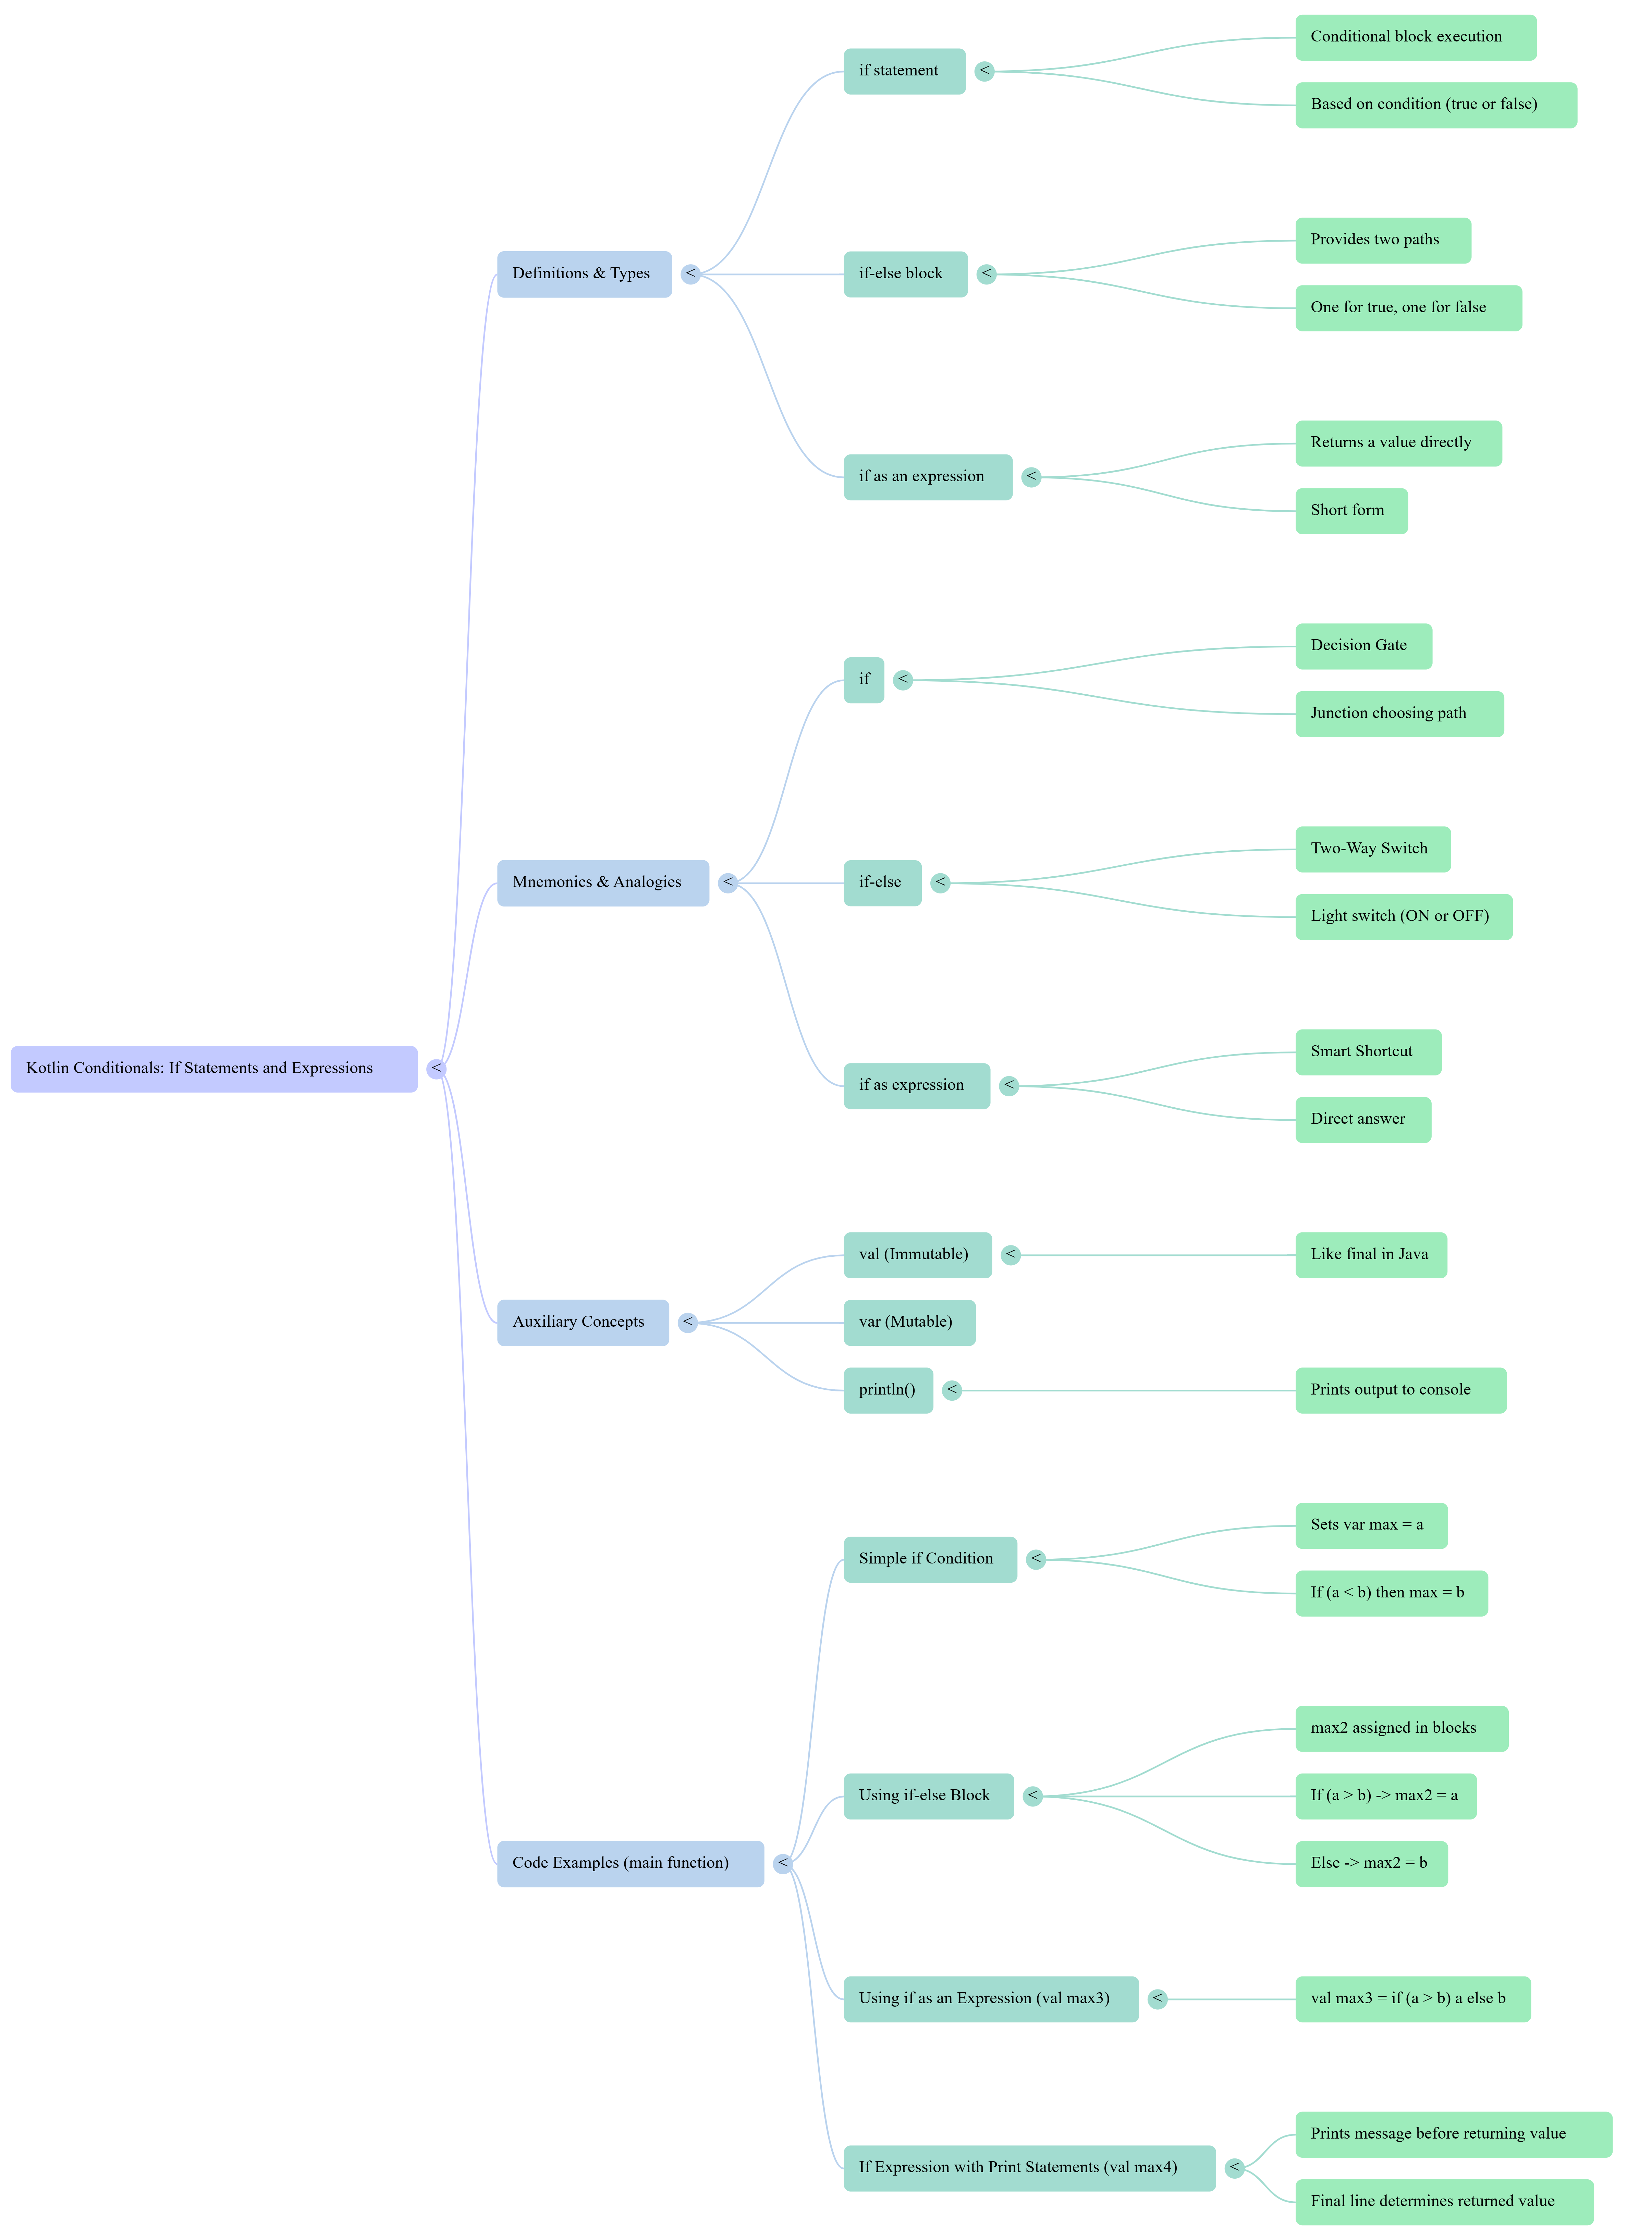 Kotlin Conditionals: If Statements and Expressions
<
Definitions & Types
<
if statement
<
Conditional block execution
Based on condition (true or false)
if-else block
<
Provides two paths
One for true, one for false
if as an expression
<
Returns a value directly
Short form
Mnemonics & Analogies
<
if
<
Decision Gate
Junction choosing path
if-else
<
Two-Way Switch
Light switch (ON or OFF)
if as expression
<
Smart Shortcut
Direct answer
Auxiliary Concepts
<
val (Immutable)
<
Like final in Java
var (Mutable)
println()
<
Prints output to console
Code Examples (main function)
<
Simple if Condition
<
Sets var max = a
If (a < b) then max = b
Using if-else Block
<
max2 assigned in blocks
If (a > b) -> max2 = a
Else -> max2 = b
Using if as an Expression (val max3)
<
val max3 = if (a > b) a else b
If Expression with Print Statements (val max4)
<
Prints message before returning value
Final line determines returned value